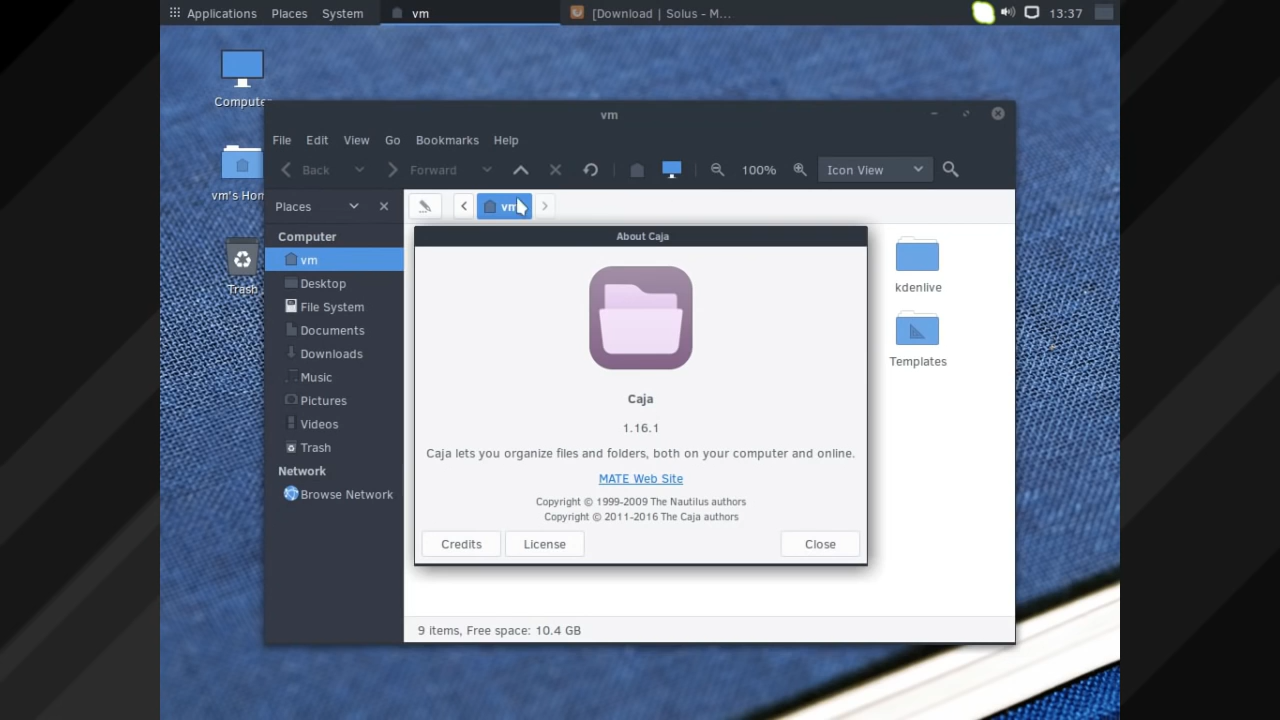 Applications Places System vm [Download | Solus - M... 13:37
Computer
vm's Hom
Trash
vm
File Edit View Go Bookmarks Help
Back Forward 100% Icon View
Places
vm
Computer
vm
Desktop
File System
Documents
Downloads
Music
Pictures
Videos
Trash
Network
Browse Network
kdenlive
Templates
About Caja
Caja
1.16.1
Caja lets you organize files and folders, both on your computer and online.
MATE Web Site
Copyright © 1999-2009 The Nautilus authors
Copyright © 2011-2016 The Caja authors
Credits License Close
9 items, Free space: 10.4 GB